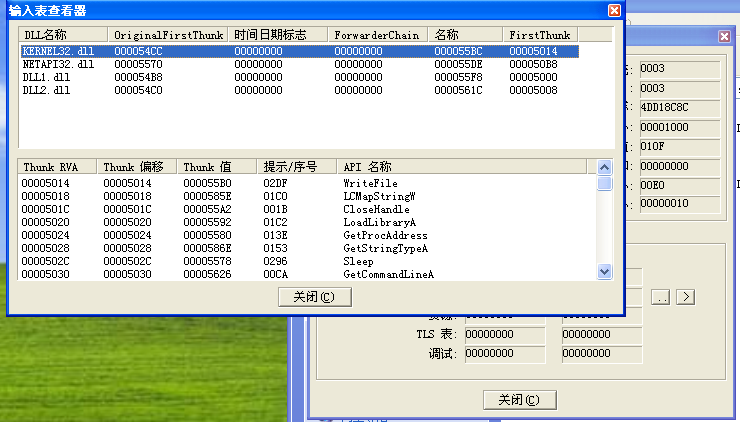 输入表查看器
DLL名称 OriginalFirstThunk 时间日期标志 ForwarderChain 名称 FirstThunk
KERNEL32.dll 000054CC 00000000 00000000 000055BC 00005014
NETAPI32.dll 00005570 00000000 00000000 000055DE 000050B8
DLL1.dll 000054B8 00000000 00000000 000055F8 00005000
DLL2.dll 000054C0 00000000 00000000 0000561C 00005008
Thunk RVA Thunk 偏移 Thunk 值 提示/序号 API 名称
00005014 00005014 000055B0 02DF WriteFile
00005018 00005018 0000585E 01C0 LCMapStringW
0000501C 0000501C 000055A2 001B CloseHandle
00005020 00005020 00005592 01C2 LoadLibraryA
00005024 00005024 00005580 013E GetProcAddress
00005028 00005028 0000586E 0153 GetStringTypeA
0000502C 0000502C 00005578 0296 Sleep
00005030 00005030 00005626 00CA GetCommandLineA
关闭(C)
0003
0003
4DD18C8C
00001000
010F
00000000
00E0
00000010
.. >
TLS 表: 00000000 00000000
调试: 00000000 00000000
关闭(C)